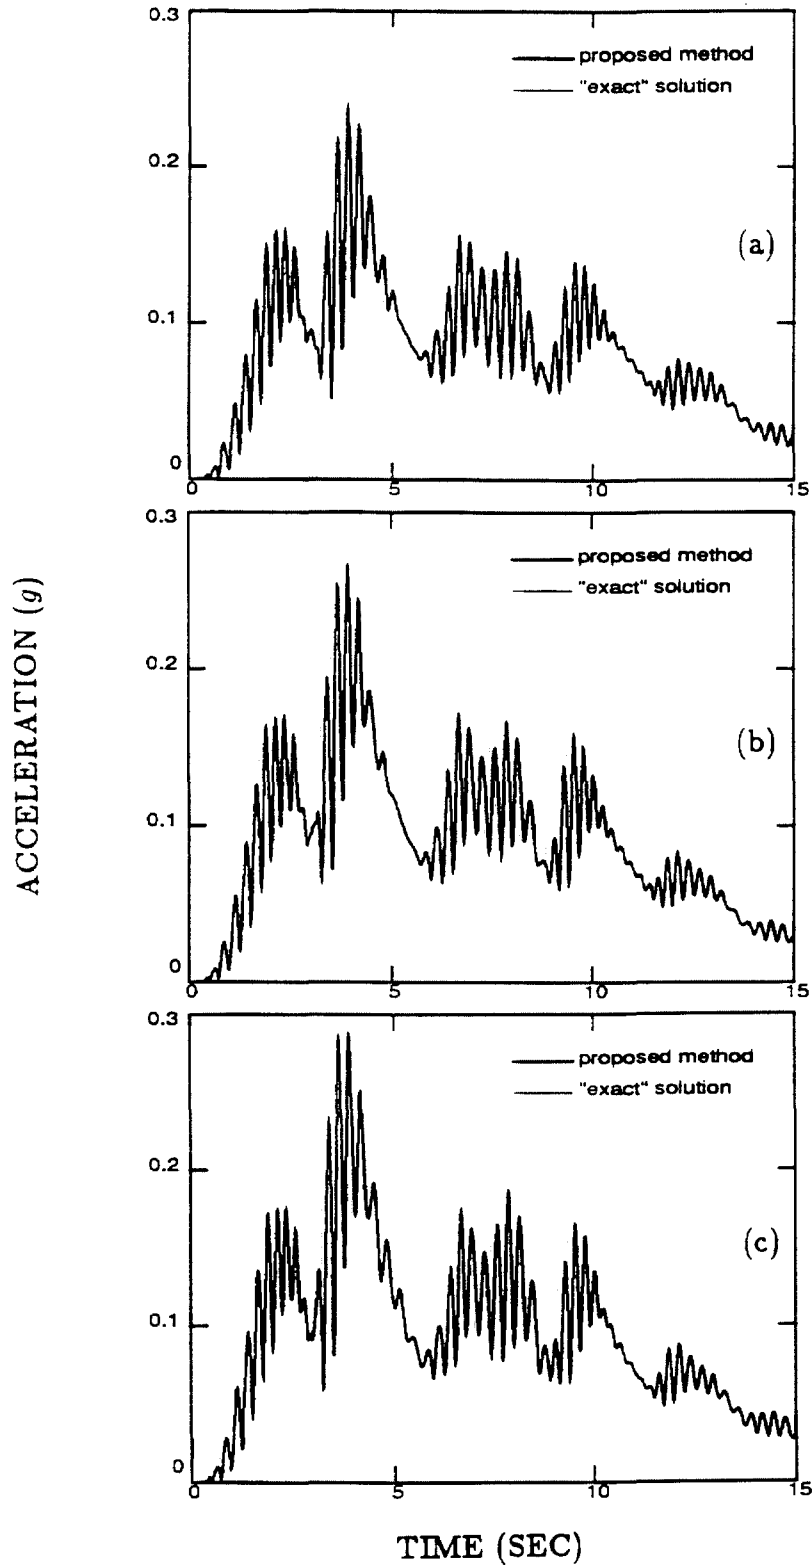 0.3
proposed method
"exact" solution
0.2
(a)
0.1
0
0
5
10
15
0.3
proposed method
"exact" solution
0.2
(b)
0.1
0
0
5
10
15
0.3
proposed method
"exact" solution
0.2
(c)
0.1
0
0
5
10
15
ACCELERATION (g)
TIME (SEC)